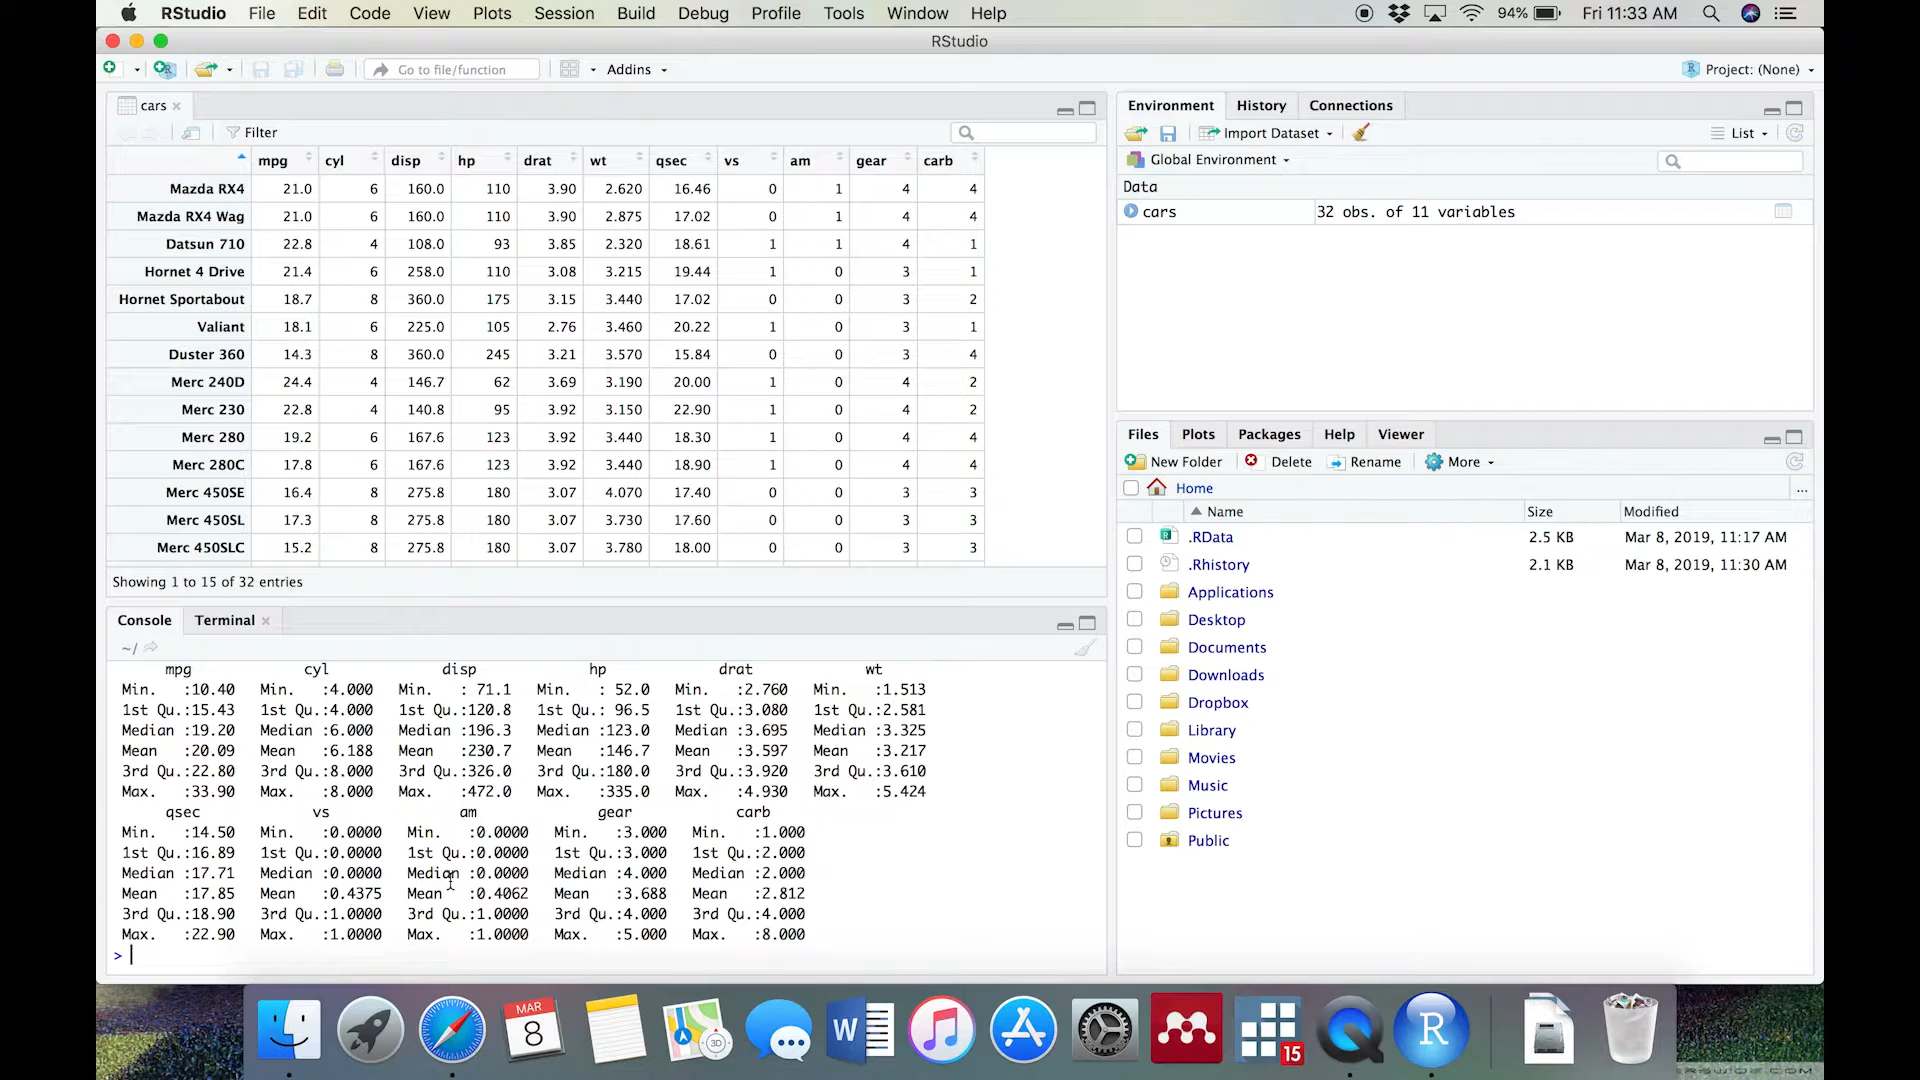 RStudio File Edit Code View Plots Session Build Debug Profile Tools Window Help 94% Fri 11:33 AM
RStudio
Go to file/function Addins Project: (None)
cars
Filter
mpg cyl disp hp drat wt qsec vs am gear carb
Mazda RX4 21.0 6 160.0 110 3.90 2.620 16.46 0 1 4 4
Mazda RX4 Wag 21.0 6 160.0 110 3.90 2.875 17.02 0 1 4 4
Datsun 710 22.8 4 108.0 93 3.85 2.320 18.61 1 1 4 1
Hornet 4 Drive 21.4 6 258.0 110 3.08 3.215 19.44 1 0 3 1
Hornet Sportabout 18.7 8 360.0 175 3.15 3.440 17.02 0 0 3 2
Valiant 18.1 6 225.0 105 2.76 3.460 20.22 1 0 3 1
Duster 360 14.3 8 360.0 245 3.21 3.570 15.84 0 0 3 4
Merc 240D 24.4 4 146.7 62 3.69 3.190 20.00 1 0 4 2
Merc 230 22.8 4 140.8 95 3.92 3.150 22.90 1 0 4 2
Merc 280 19.2 6 167.6 123 3.92 3.440 18.30 1 0 4 4
Merc 280C 17.8 6 167.6 123 3.92 3.440 18.90 1 0 4 4
Merc 450SE 16.4 8 275.8 180 3.07 4.070 17.40 0 0 3 3
Merc 450SL 17.3 8 275.8 180 3.07 3.730 17.60 0 0 3 3
Merc 450SLC 15.2 8 275.8 180 3.07 3.780 18.00 0 0 3 3
Showing 1 to 15 of 32 entries
Console Terminal
~/
mpg cyl disp hp drat wt
Min. :10.40 Min. :4.000 Min. : 71.1 Min. : 52.0 Min. :2.760 Min. :1.513
1st Qu.:15.43 1st Qu.:4.000 1st Qu.:120.8 1st Qu.: 96.5 1st Qu.:3.080 1st Qu.:2.581
Median :19.20 Median :6.000 Median :196.3 Median :123.0 Median :3.695 Median :3.325
Mean :20.09 Mean :6.188 Mean :230.7 Mean :146.7 Mean :3.597 Mean :3.217
3rd Qu.:22.80 3rd Qu.:8.000 3rd Qu.:326.0 3rd Qu.:180.0 3rd Qu.:3.920 3rd Qu.:3.610
Max. :33.90 Max. :8.000 Max. :472.0 Max. :335.0 Max. :4.930 Max. :5.424
qsec vs am gear carb
Min. :14.50 Min. :0.0000 Min. :0.0000 Min. :3.000 Min. :1.000
1st Qu.:16.89 1st Qu.:0.0000 1st Qu.:0.0000 1st Qu.:3.000 1st Qu.:2.000
Median :17.71 Median :0.0000 Median :0.0000 Median :4.000 Median :2.000
Mean :17.85 Mean :0.4375 Mean :0.4062 Mean :3.688 Mean :2.812
3rd Qu.:18.90 3rd Qu.:1.0000 3rd Qu.:1.0000 3rd Qu.:4.000 3rd Qu.:4.000
Max. :22.90 Max. :1.0000 Max. :1.0000 Max. :5.000 Max. :8.000
>
Environment History Connections
Import Dataset List
Global Environment
Data
cars 32 obs. of 11 variables
Files Plots Packages Help Viewer
New Folder Delete Rename More
Home ...
Name Size Modified
.RData 2.5 KB Mar 8, 2019, 11:17 AM
.Rhistory 2.1 KB Mar 8, 2019, 11:30 AM
Applications
Desktop
Documents
Downloads
Dropbox
Library
Movies
Music
Pictures
Public
MAR
8
3D
W
15
R